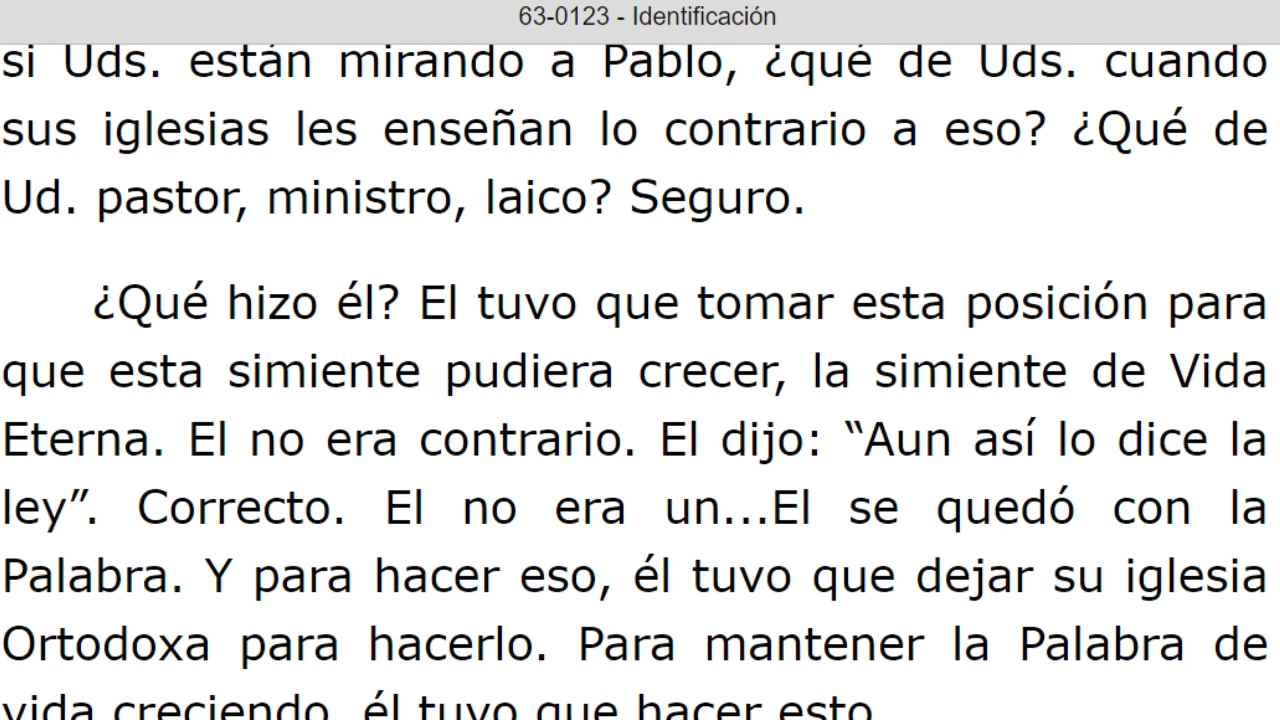 63-0123 - Identificación
si Uds. están mirando a Pablo, ¿qué de Uds. cuando
sus iglesias les enseñan lo contrario a eso? ¿Qué de
Ud. pastor, ministro, laico? Seguro.
¿Qué hizo él? El tuvo que tomar esta posición para
que esta simiente pudiera crecer, la simiente de Vida
Eterna. El no era contrario. El dijo: “Aun así lo dice la
ley”. Correcto. El no era un...El se quedó con la
Palabra. Y para hacer eso, él tuvo que dejar su iglesia
Ortodoxa para hacerlo. Para mantener la Palabra de
vida creciendo, él tuvo que hacer esto.